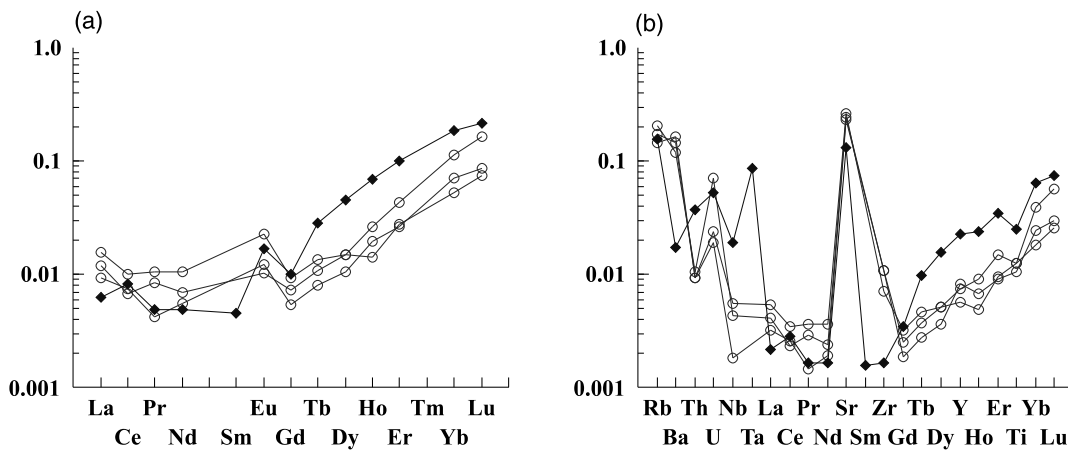 (a)
1.0
0.1
0.01
0.001
La Pr Eu Tb Ho Tm Lu
Ce Nd Sm Gd Dy Er Yb
(b)
1.0
0.1
0.01
0.001
Rb Th Nb La Pr Sr Zr Tb Y Er Yb
Ba U Ta Ce Nd Sm Gd Dy Ho Ti Lu